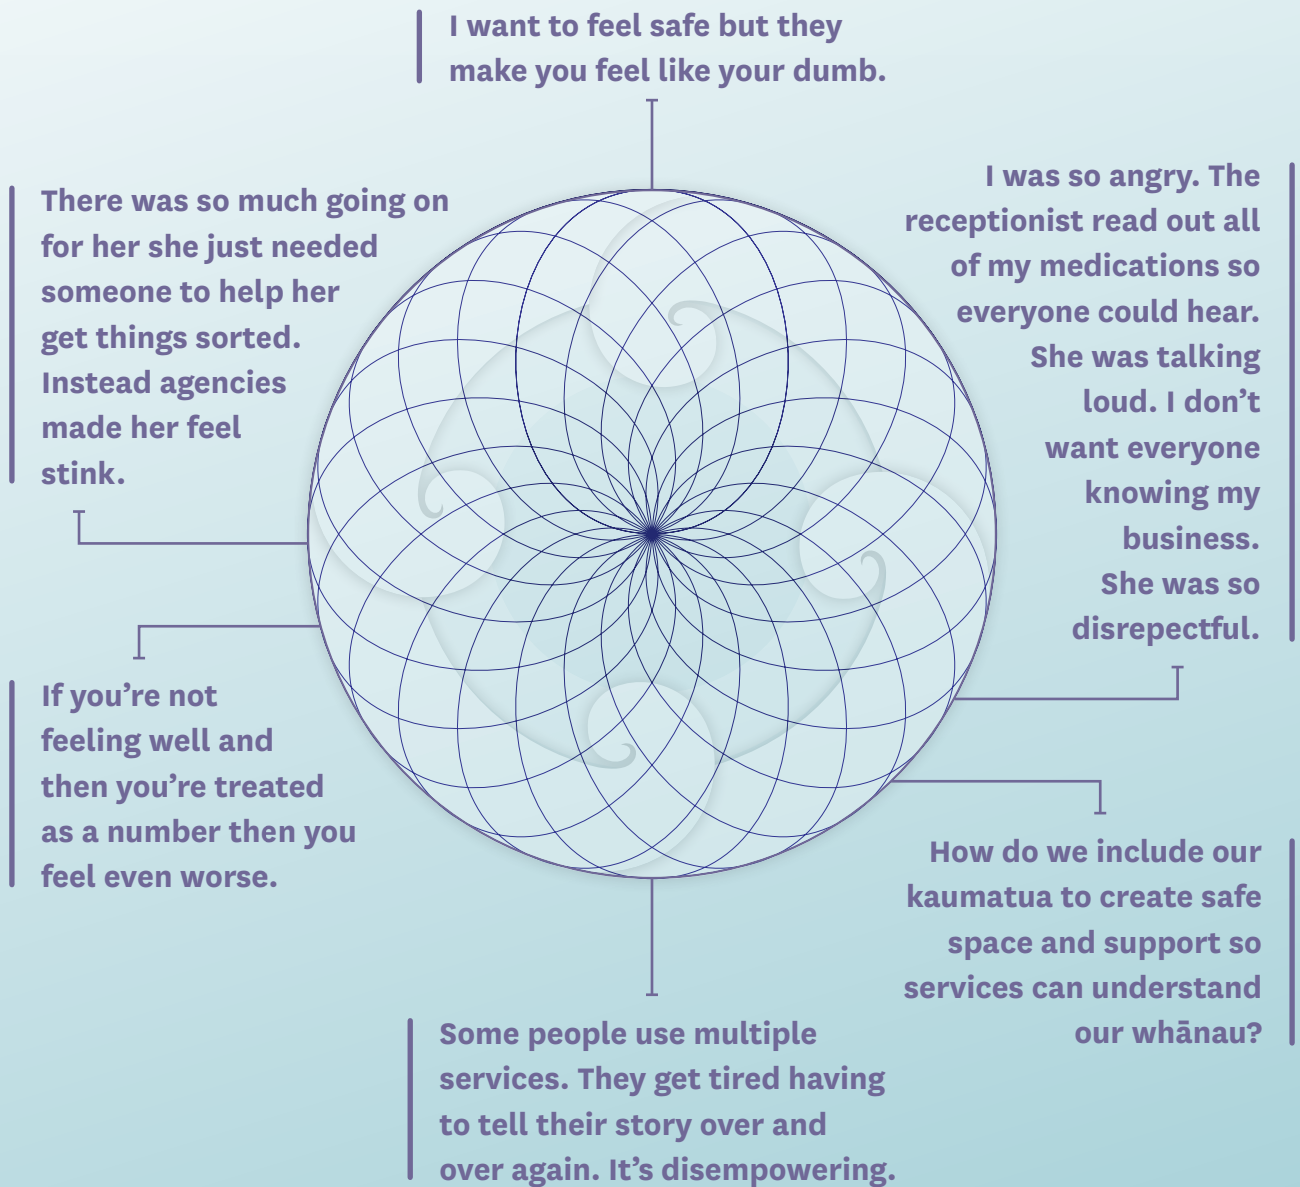 I want to feel safe but they
make you feel like your dumb.
There was so much going on
for her she just needed
someone to help her
get things sorted.
Instead agencies
made her feel
stink.
I was so angry. The
receptionist read out all
of my medications so
everyone could hear.
She was talking
loud. I don’t
want everyone
knowing my
business.
She was so
disrepectful.
If you’re not
feeling well and
then you’re treated
as a number then you
feel even worse.
How do we include our
kaumatua to create safe
space and support so
services can understand
our whānau?
Some people use multiple
services. They get tired having
to tell their story over and
over again. It’s disempowering.